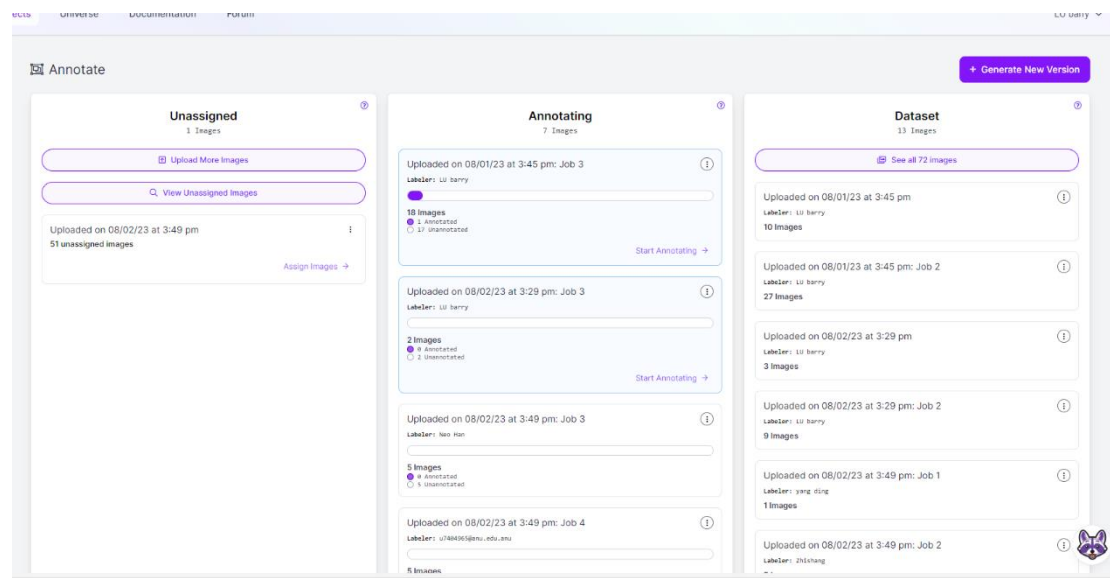 Universe
Documentation
Forum
LU barry
Annotate
+ Generate New Version
Unassigned
1 Images
Upload More Images
View Unassigned Images
Uploaded on 08/02/23 at 3:49 pm
51 unassigned images
Assign Images →
Annotating
7 Images
Uploaded on 08/01/23 at 3:45 pm: Job 3
Labeler: LU barry
18 Images
1 Annotated
17 Unannotated
Start Annotating →
Uploaded on 08/02/23 at 3:29 pm: Job 3
Labeler: LU barry
2 Images
0 Annotated
2 Unannotated
Start Annotating →
Uploaded on 08/02/23 at 3:49 pm: Job 3
Labeler: Neo Han
5 Images
0 Annotated
5 Unannotated
Uploaded on 08/02/23 at 3:49 pm: Job 4
Labeler: u7404965@anu.edu.anu
5 Images
Dataset
13 Images
See all 72 images
Uploaded on 08/01/23 at 3:45 pm
Labeler: LU barry
10 Images
Uploaded on 08/01/23 at 3:45 pm: Job 2
Labeler: LU barry
27 Images
Uploaded on 08/02/23 at 3:29 pm
Labeler: LU barry
3 Images
Uploaded on 08/02/23 at 3:29 pm: Job 2
Labeler: LU barry
9 Images
Uploaded on 08/02/23 at 3:49 pm: Job 1
Labeler: yang ding
1 Images
Uploaded on 08/02/23 at 3:49 pm: Job 2
Labeler: Zhishang